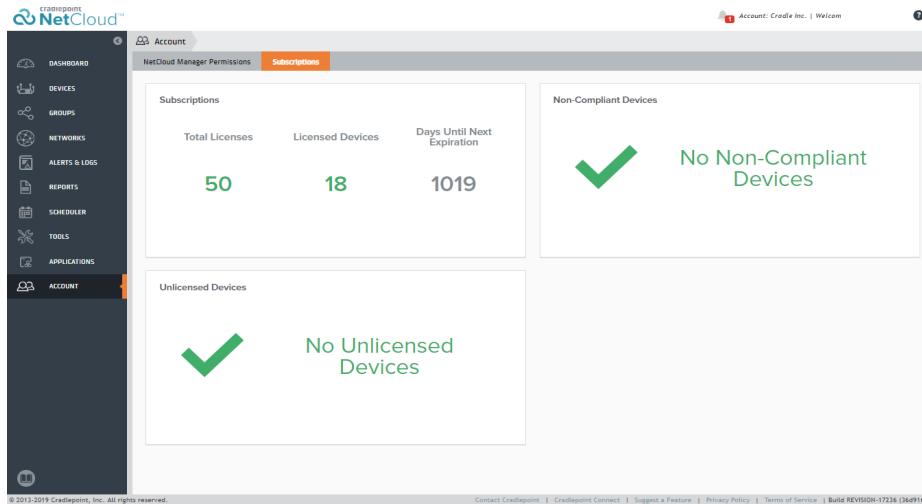 cradlepoint
NetCloud™
1
Account: Cradle Inc. | Welcom
?
Account
NetCloud Manager Permissions
Subscriptions
DASHBOARD
DEVICES
GROUPS
NETWORKS
ALERTS & LOGS
REPORTS
SCHEDULER
TOOLS
APPLICATIONS
ACCOUNT
Subscriptions
Total Licenses
Licensed Devices
Days Until Next
Expiration
50
18
1019
Non-Compliant Devices
No Non-Compliant
Devices
Unlicensed Devices
No Unlicensed
Devices
© 2013-2019 Cradlepoint, Inc. All rights reserved.
Contact Cradlepoint | Cradlepoint Connect | Suggest a Feature | Privacy Policy | Terms of Service | Build REVISION-17236